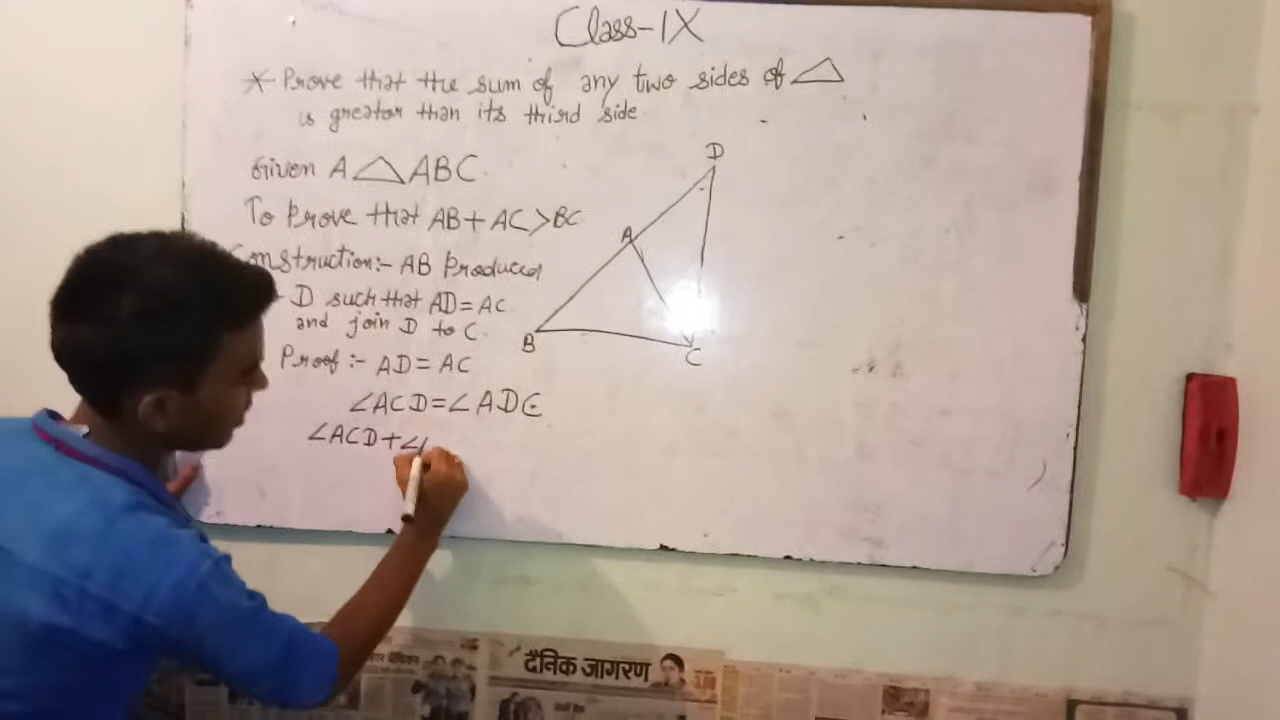 Class-IX
* Prove that the sum of any two sides of △
is greator than its third side
Given A △ABC.
To Prove that AB + AC > BC
Construction:- AB Produced
D such that AD = AC
and join D to C
Proof :- AD = AC
∠ACD = ∠ADC
∠ACD + ∠
D
A
B
C
दैनिक जागरण